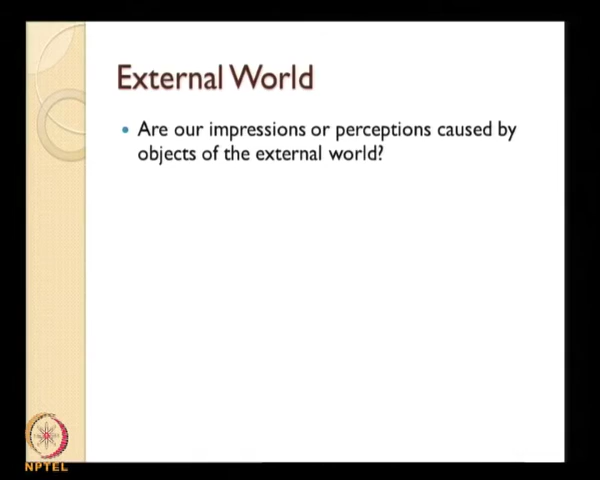 External World
Are our impressions or perceptions caused by
objects of the external world?
NPTEL